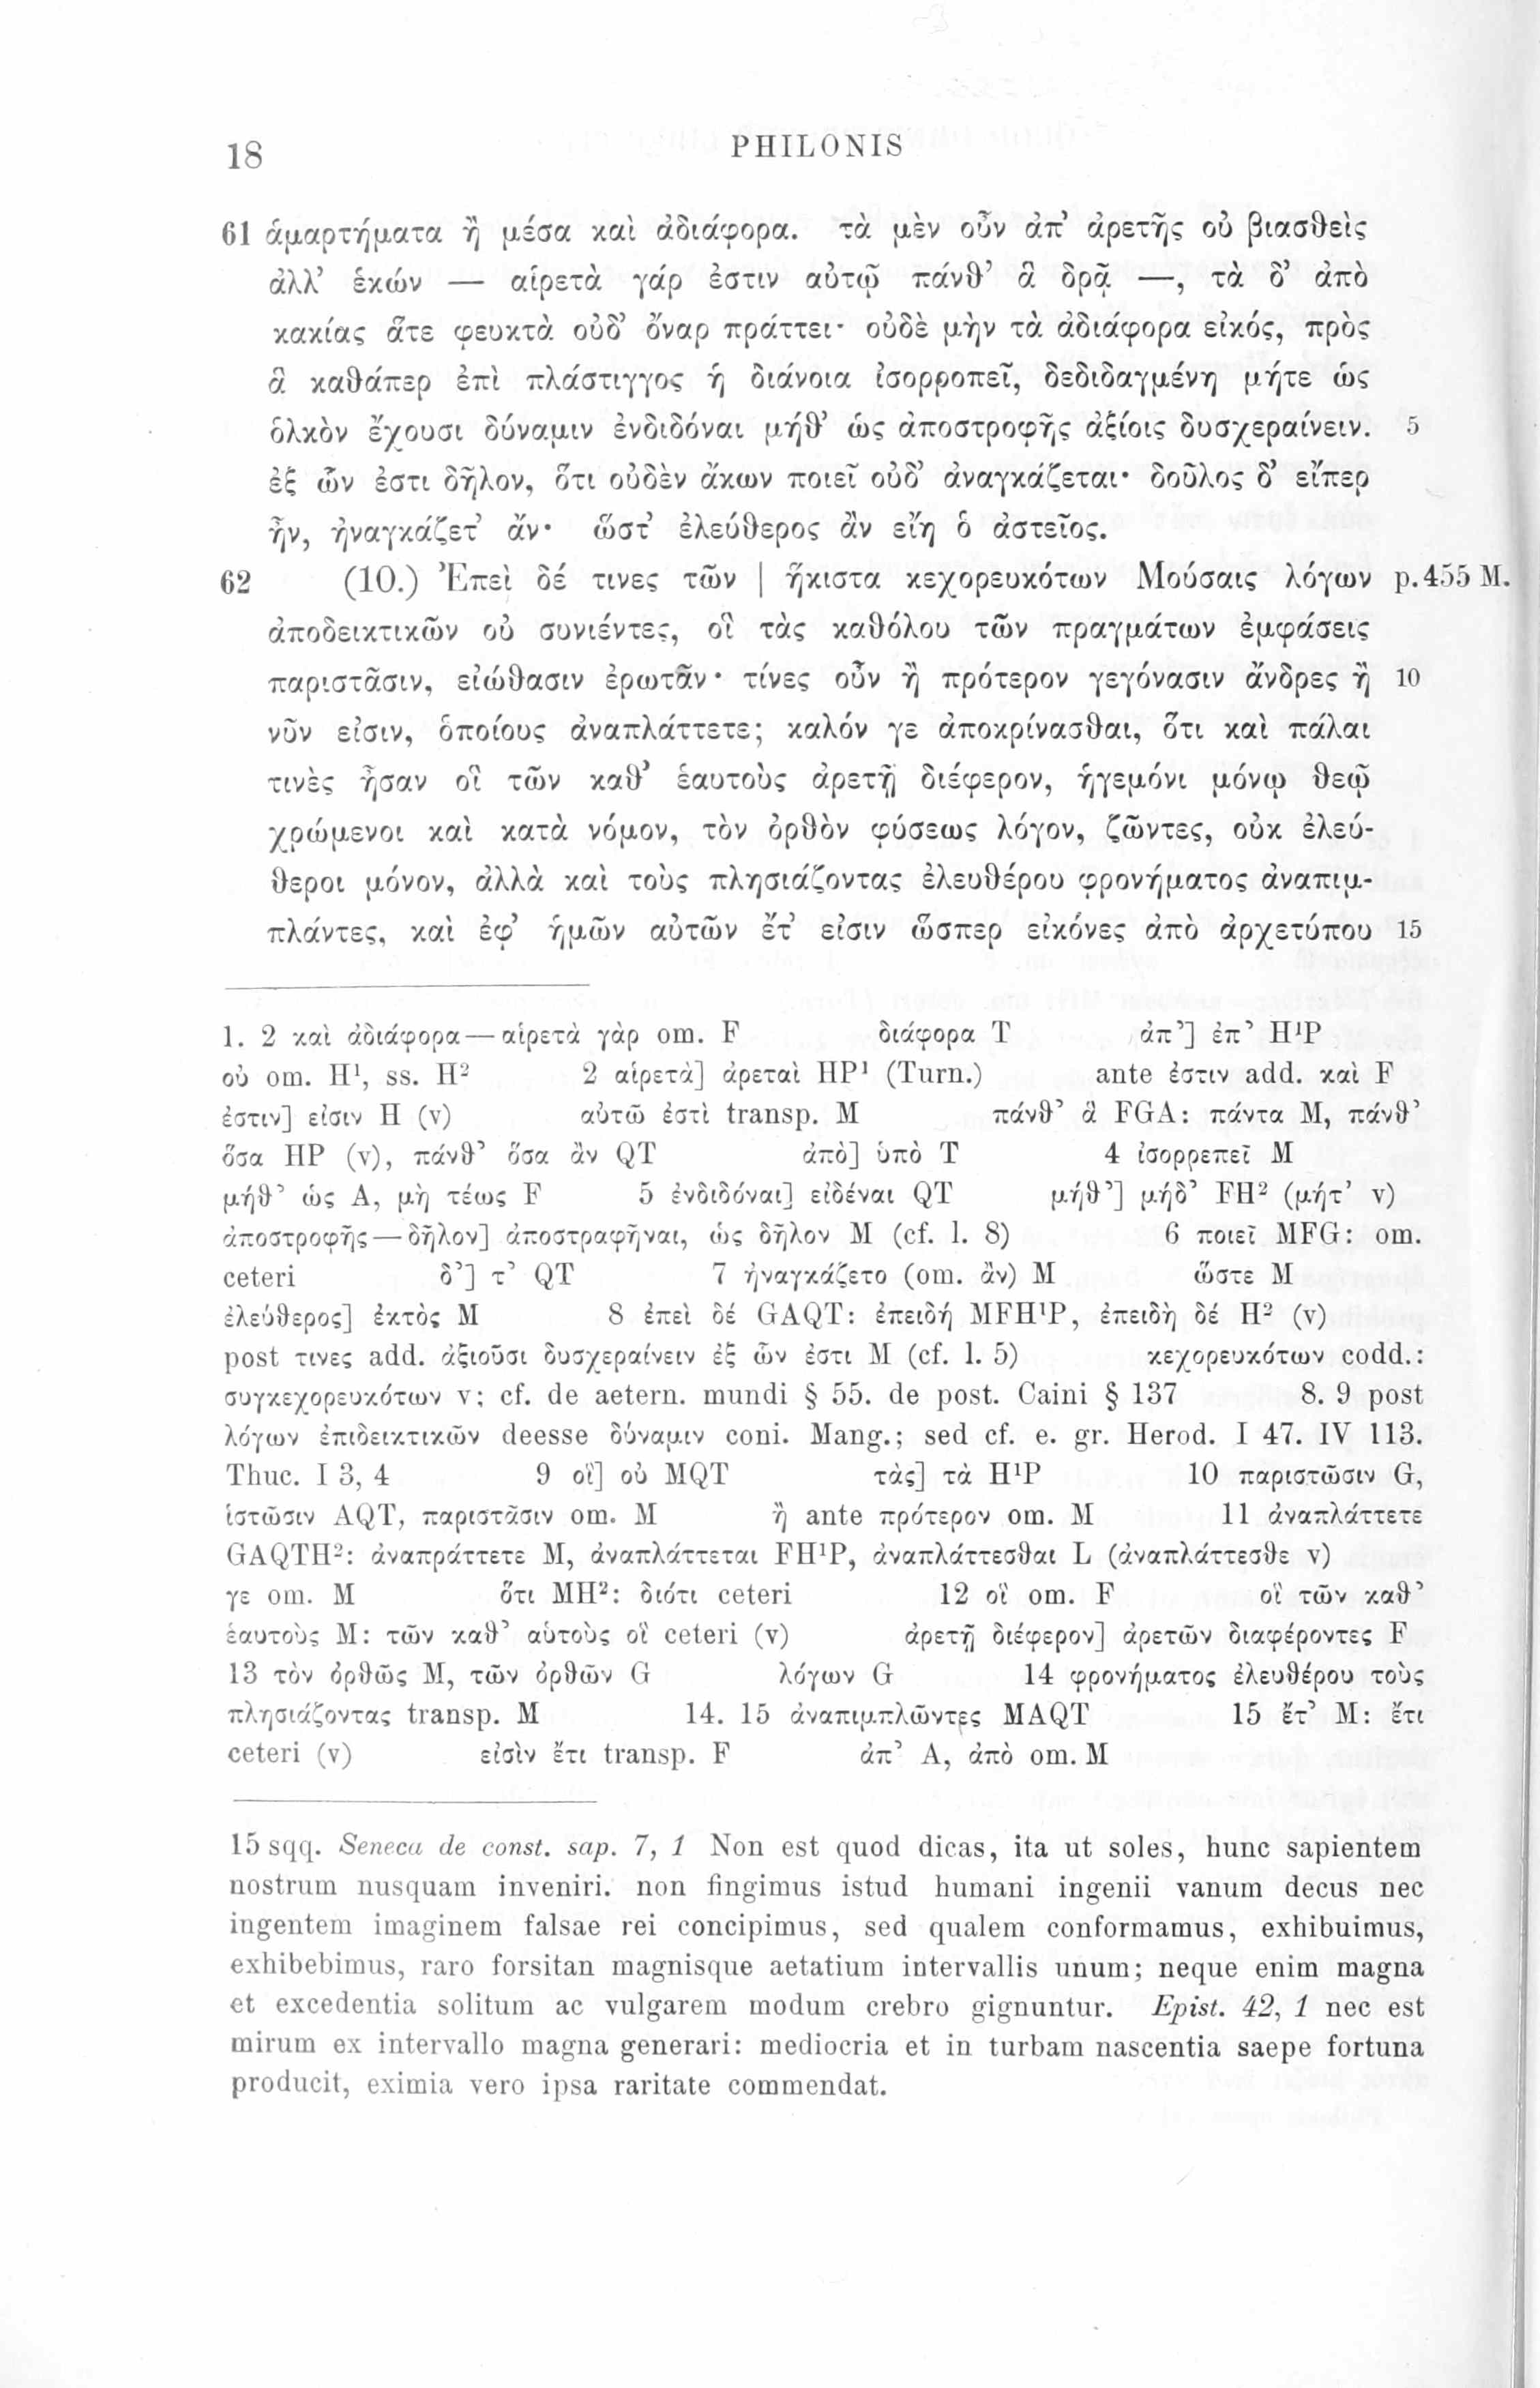 18 PHILONIS
61 ἁμαρτήματα ἢ μέσα καὶ ἀδιάφορα. τὰ μὲν οὖν ἀπ’ ἀρετῆς οὐ βιασθεὶς
ἀλλ’ ἑκών — αἱρετὰ γάρ ἐστιν αὐτῷ πάνθ’ ἃ δρᾷ —, τὰ δ’ ἀπὸ
κακίας ἅτε φευκτὰ οὐδ’ ὄναρ πράττει· οὐδὲ μὴν τὰ ἀδιάφορα εἰκός, πρὸς
ἃ καθάπερ ἐπὶ πλάστιγγος ἡ διάνοια ἰσορροπεῖ, δεδιδαγμένη μήτε ὡς
ὁλκὸν ἔχουσι δύναμιν ἐνδιδόναι μήθ’ ὡς ἀποστροφῆς ἀξίοις δυσχεραίνειν. 5
ἐξ ὧν ἐστι δῆλον, ὅτι οὐδὲν ἄκων ποιεῖ οὐδ’ ἀναγκάζεται· δοῦλος δ’ εἴπερ
ἦν, ἠναγκάζετ’ ἄν· ὥστ’ ἐλεύθερος ἂν εἴη ὁ ἀστεῖος.
62 (10.) Ἐπεὶ δέ τινες τῶν | ἥκιστα κεχορευκότων Μούσαις λόγων p. 455 M.
ἀποδεικτικῶν οὐ συνιέντες, οἳ τὰς καθόλου τῶν πραγμάτων ἐμφάσεις
παριστᾶσιν, εἰώθασιν ἐρωτᾶν· τίνες οὖν ἢ πρότερον γεγόνασιν ἄνδρες ἢ 10
νῦν εἰσιν, ὁποίους ἀναπλάττετε; καλόν γε ἀποκρίνασθαι, ὅτι καὶ πάλαι
τινὲς ἦσαν οἳ τῶν καθ’ ἑαυτοὺς ἀρετῇ διέφερον, ἡγεμόνι μόνῳ θεῷ
χρώμενοι καὶ κατὰ νόμον, τὸν ὀρθὸν φύσεως λόγον, ζῶντες, οὐκ ἐλεύ-
θεροι μόνον, ἀλλὰ καὶ τοὺς πλησιάζοντας ἐλευθέρου φρονήματος ἀναπιμ-
πλάντες, καὶ ἐφ’ ἡμῶν αὐτῶν ἔτ’ εἰσιν ὥσπερ εἰκόνες ἀπὸ ἀρχετύπου 15
1. 2 καὶ ἀδιάφορα — αἱρετὰ γὰρ om. F διάφορα T ἀπ’] ἐπ’ H¹P
οὐ om. H¹, ss. H² 2 αἱρετὰ] ἀρεταὶ HP¹ (Turn.) ante ἐστιν add. καὶ F
ἐστιν] εἰσιν H (v) αὐτῶ ἐστὶ transp. M πάνθ’ ἃ FGA: πάντα M, πάνθ’
ὅσα HP (v), πάνθ’ ὅσα ἂν QT ἀπὸ] ὑπὸ T 4 ἰσορρεπεῖ M
μήθ’ ὡς A, μὴ τέως F 5 ἐνδιδόναι] εἰδέναι QT μήθ’] μήδ’ FH² (μήτ’ v)
ἀποστροφῆς — δῆλον] ἀποστραφῆναι, ὡς δῆλον M (cf. l. 8) 6 ποιεῖ MFG: om.
ceteri δ’] τ’ QT 7 ἠναγκάζετο (om. ἂν) M ὥστε M
ἐλεύθερος] ἐκτὸς M 8 ἐπεὶ δέ GAQT: ἐπειδή MFH¹P, ἐπειδὴ δέ H² (v)
post τινες add. ἀξιοῦσι δυσχεραίνειν ἐξ ὧν ἐστι M (cf. l. 5) κεχορευκότων codd.:
συγκεχορευκότων v; cf. de aetern. mundi § 55. de post. Caini § 137 8. 9 post
λόγων ἐπιδεικτικῶν deesse δύναμιν coni. Mang.; sed cf. e. gr. Herod. I 47. IV 113.
Thuc. I 3, 4 9 οἳ] οὐ MQT τὰς] τὰ H¹P 10 παριστῶσιν G,
ἱστῶσιν AQT, παριστᾶσιν om. M ἢ ante πρότερον om. M 11 ἀναπλάττετε
GAQTH²: ἀναπράττετε M, ἀναπλάττεται FH¹P, ἀναπλάττεσθαι L (ἀναπλάττεσθε v)
γε om. M ὅτι MH²: διότι ceteri 12 οἳ om. F οἳ τῶν καθ’
ἑαυτοὺς M: τῶν καθ’ αὑτοὺς οἳ ceteri (v) ἀρετῇ διέφερον] ἀρετῶν διαφέροντες F
13 τὸν ὀρθῶς M, τῶν ὀρθῶν G λόγων G 14 φρονήματος ἐλευθέρου τοὺς
πλησιάζοντας transp. M 14. 15 ἀναπιμπλῶντες MAQT 15 ἔτ’ M: ἔτι
ceteri (v) εἰσὶν ἔτι transp. F ἀπ’ A, ἀπὸ om. M
15 sqq. Seneca de const. sap. 7, 1 Non est quod dicas, ita ut soles, hunc sapientem
nostrum nusquam inveniri. non fingimus istud humani ingenii vanum decus nec
ingentem imaginem falsae rei concipimus, sed qualem conformamus, exhibuimus,
exhibebimus, raro forsitan magnisque aetatium intervallis unum; neque enim magna
et excedentia solitum ac vulgarem modum crebro gignuntur. Epist. 42, 1 nec est
mirum ex intervallo magna generari: mediocria et in turbam nascentia saepe fortuna
producit, eximia vero ipsa raritate commendat.